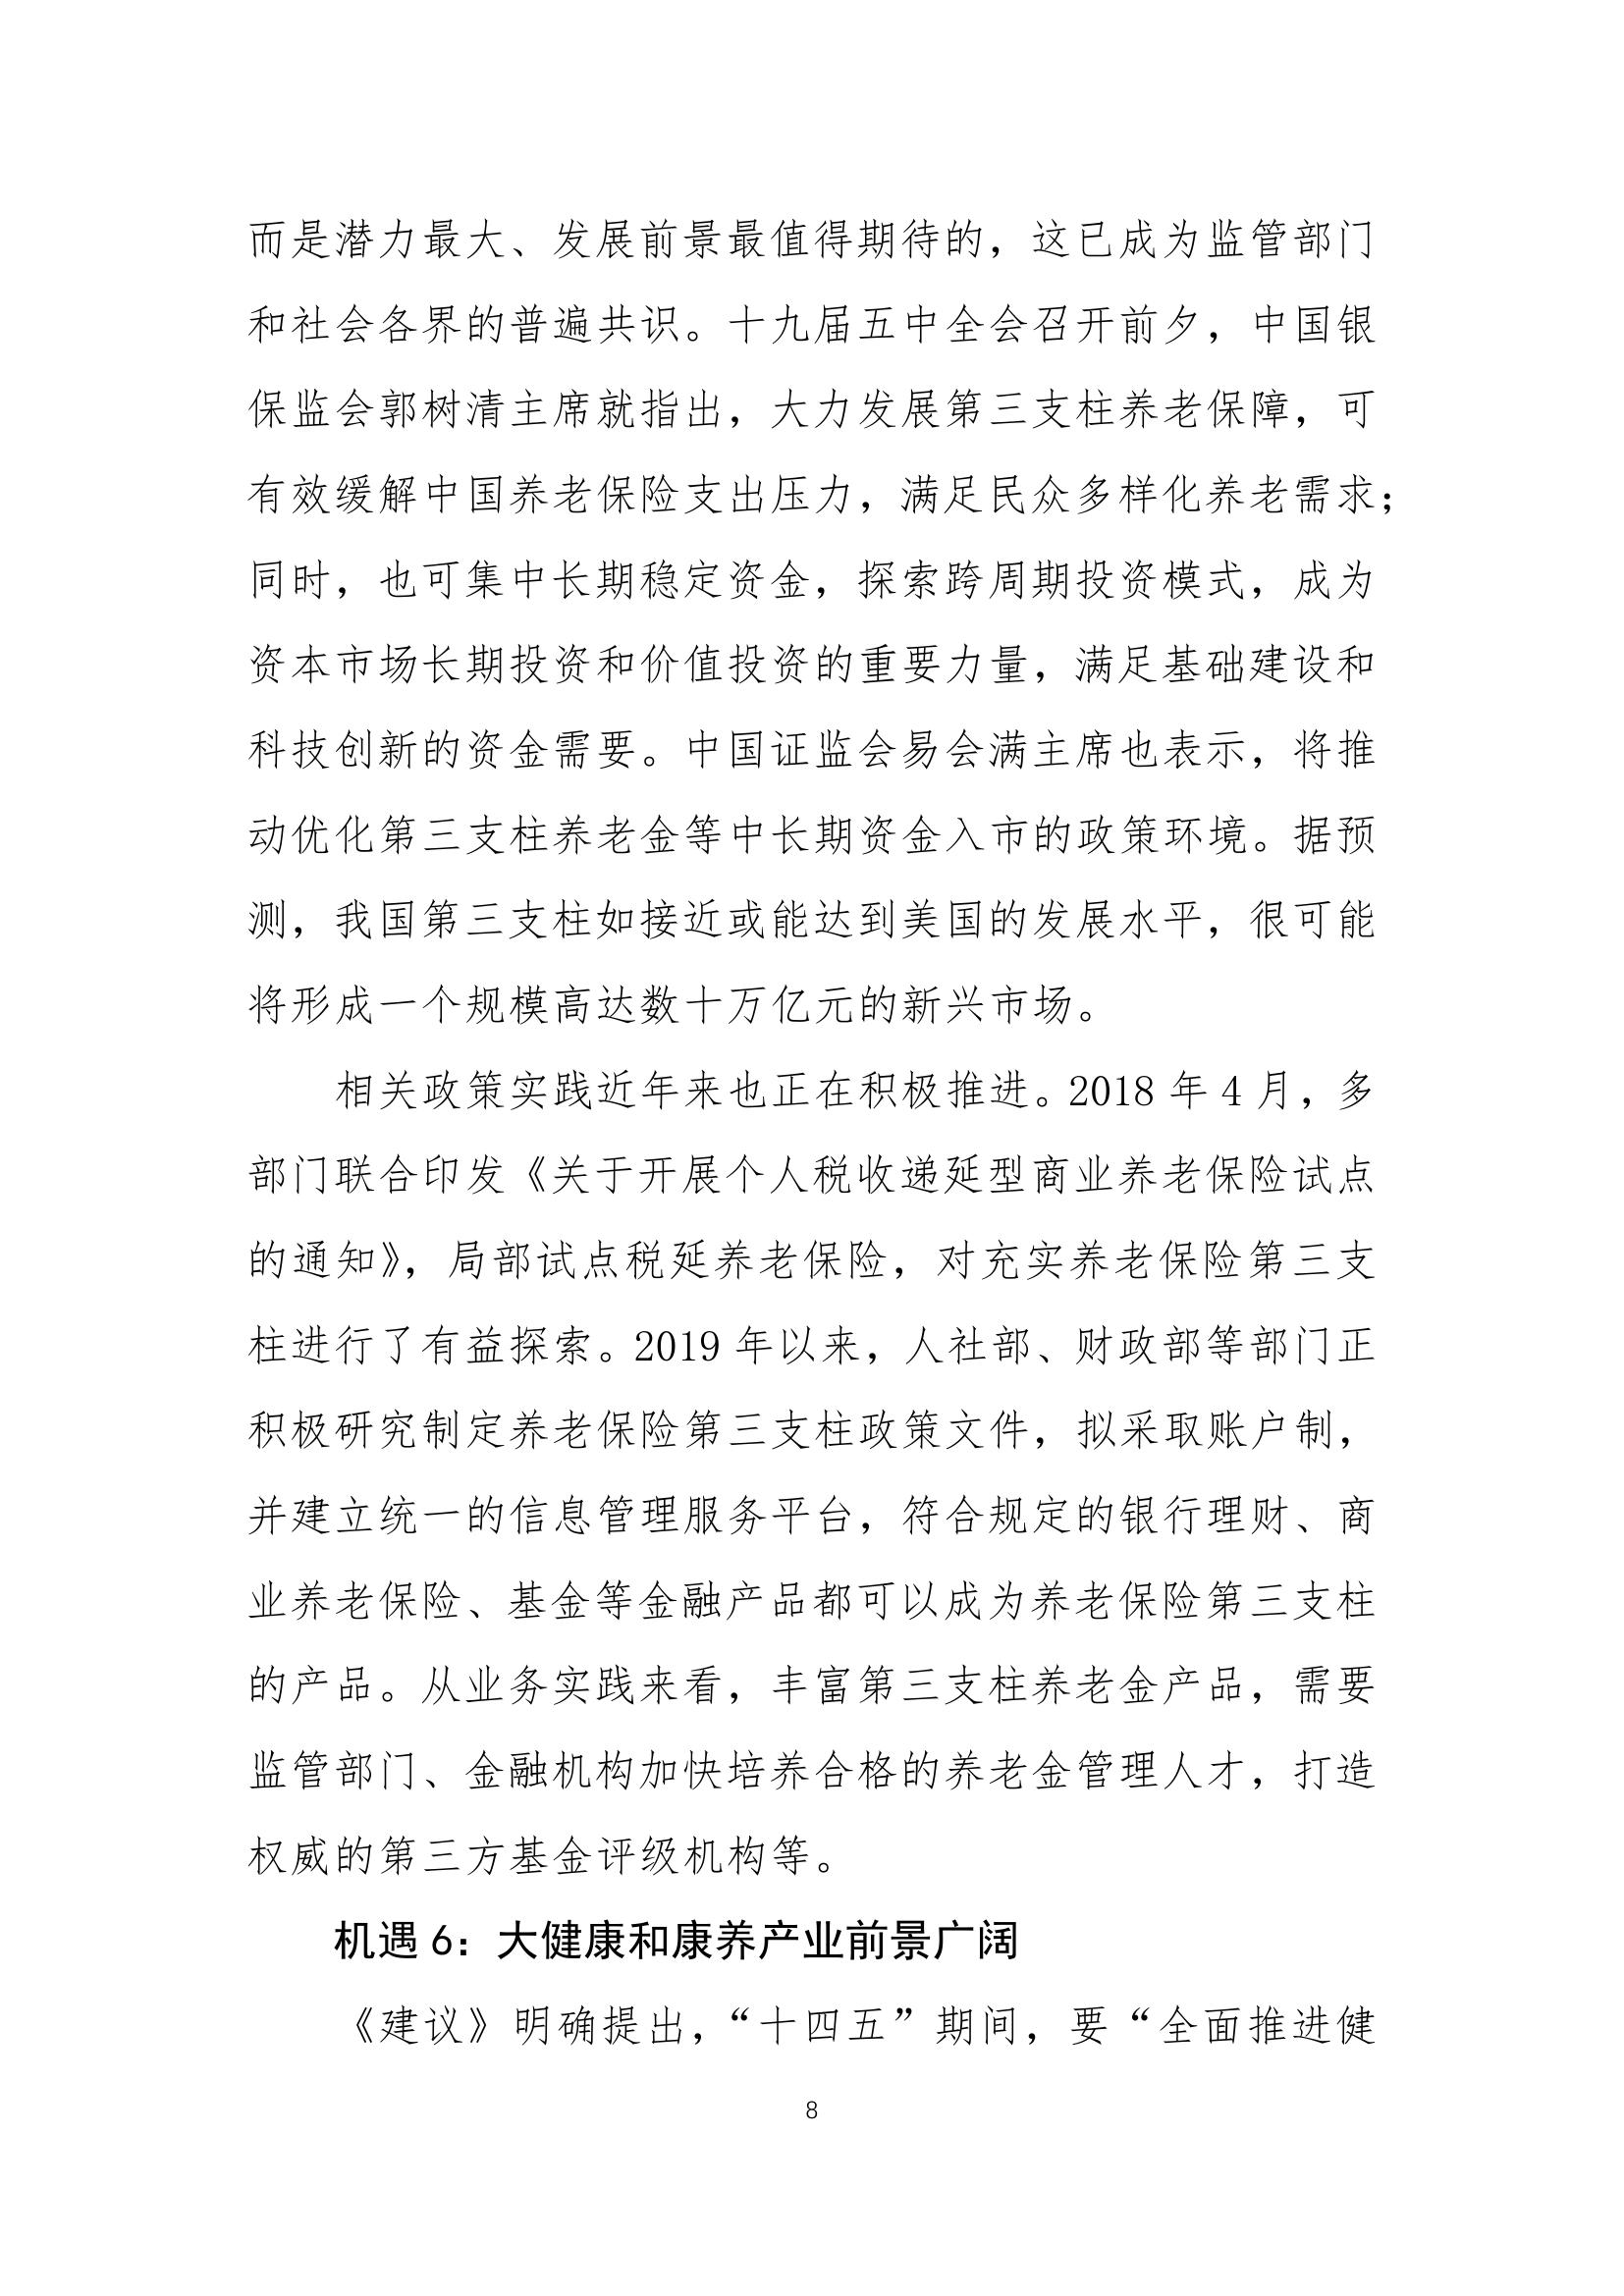 而是潜力最大、发展前景最值得期待的，这已成为监管部门
和社会各界的普遍共识。十九届五中全会召开前夕，中国银
保监会郭树清主席就指出，大力发展第三支柱养老保障，可
有效缓解中国养老保险支出压力，满足民众多样化养老需求；
同时，也可集中长期稳定资金，探索跨周期投资模式，成为
资本市场长期投资和价值投资的重要力量，满足基础建设和
科技创新的资金需要。中国证监会易会满主席也表示，将推
动优化第三支柱养老金等中长期资金入市的政策环境。据预
测，我国第三支柱如接近或能达到美国的发展水平，很可能
将形成一个规模高达数十万亿元的新兴市场。
相关政策实践近年来也正在积极推进。2018 年 4 月，多
部门联合印发《关于开展个人税收递延型商业养老保险试点
的通知》，局部试点税延养老保险，对充实养老保险第三支
柱进行了有益探索。2019 年以来，人社部、财政部等部门正
积极研究制定养老保险第三支柱政策文件，拟采取账户制，
并建立统一的信息管理服务平台，符合规定的银行理财、商
业养老保险、基金等金融产品都可以成为养老保险第三支柱
的产品。从业务实践来看，丰富第三支柱养老金产品，需要
监管部门、金融机构加快培养合格的养老金管理人才，打造
权威的第三方基金评级机构等。
机遇 6：大健康和康养产业前景广阔
《建议》明确提出，“十四五”期间，要“全面推进健
8